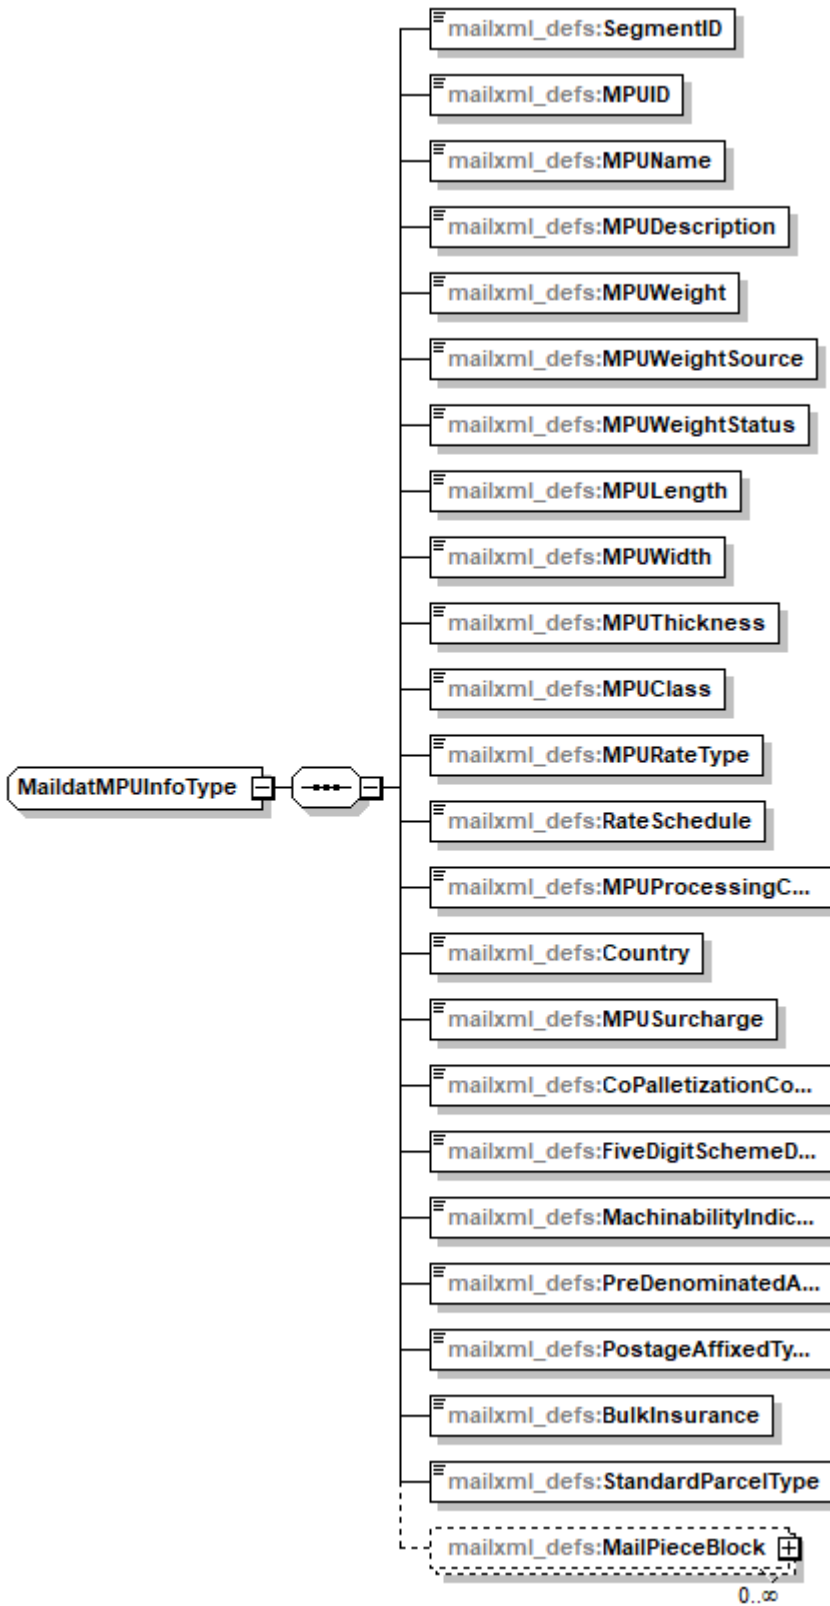 mailxml_defs:SegmentID
mailxml_defs:MPUID
mailxml_defs:MPUName
mailxml_defs:MPUDescription
mailxml_defs:MPUWeight
mailxml_defs:MPUWeightSource
mailxml_defs:MPUWeightStatus
mailxml_defs:MPULength
mailxml_defs:MPUWidth
mailxml_defs:MPUThickness
mailxml_defs:MPUClass
mailxml_defs:MPURateType
MaildatMPUInfoType
mailxml_defs:RateSchedule
mailxml_defs:MPUProcessingC...
mailxml_defs:Country
mailxml_defs:MPUSurcharge
mailxml_defs:CoPalletizationCo...
mailxml_defs:FiveDigitSchemeD...
mailxml_defs:MachinabilityIndic...
mailxml_defs:PreDenominatedA...
mailxml_defs:PostageAffixedTy...
mailxml_defs:BulkInsurance
mailxml_defs:StandardParcelType
mailxml_defs:MailPieceBlock
0..∞